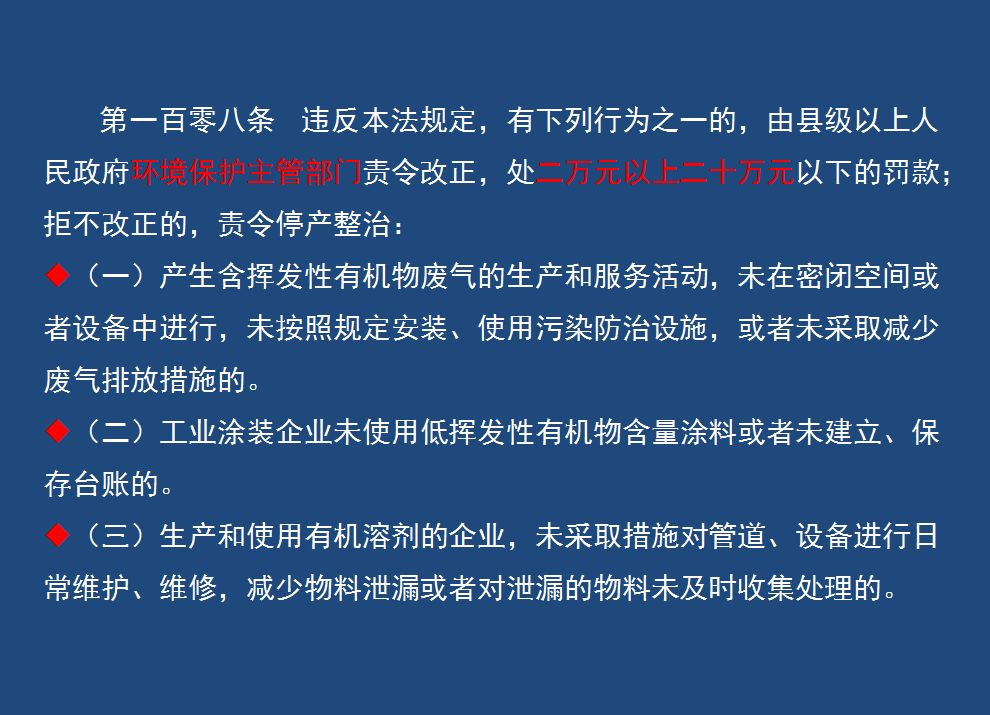 第一百零八条 违反本法规定，有下列行为之一的，由县级以上人
民政府环境保护主管部门责令改正，处二万元以上二十万元以下的罚款；
拒不改正的，责令停产整治：
◆（一）产生含挥发性有机物废气的生产和服务活动，未在密闭空间或
者设备中进行，未按照规定安装、使用污染防治设施，或者未采取减少
废气排放措施的。
◆（二）工业涂装企业未使用低挥发性有机物含量涂料或者未建立、保
存台账的。
◆（三）生产和使用有机溶剂的企业，未采取措施对管道、设备进行日
常维护、维修，减少物料泄漏或者对泄漏的物料未及时收集处理的。